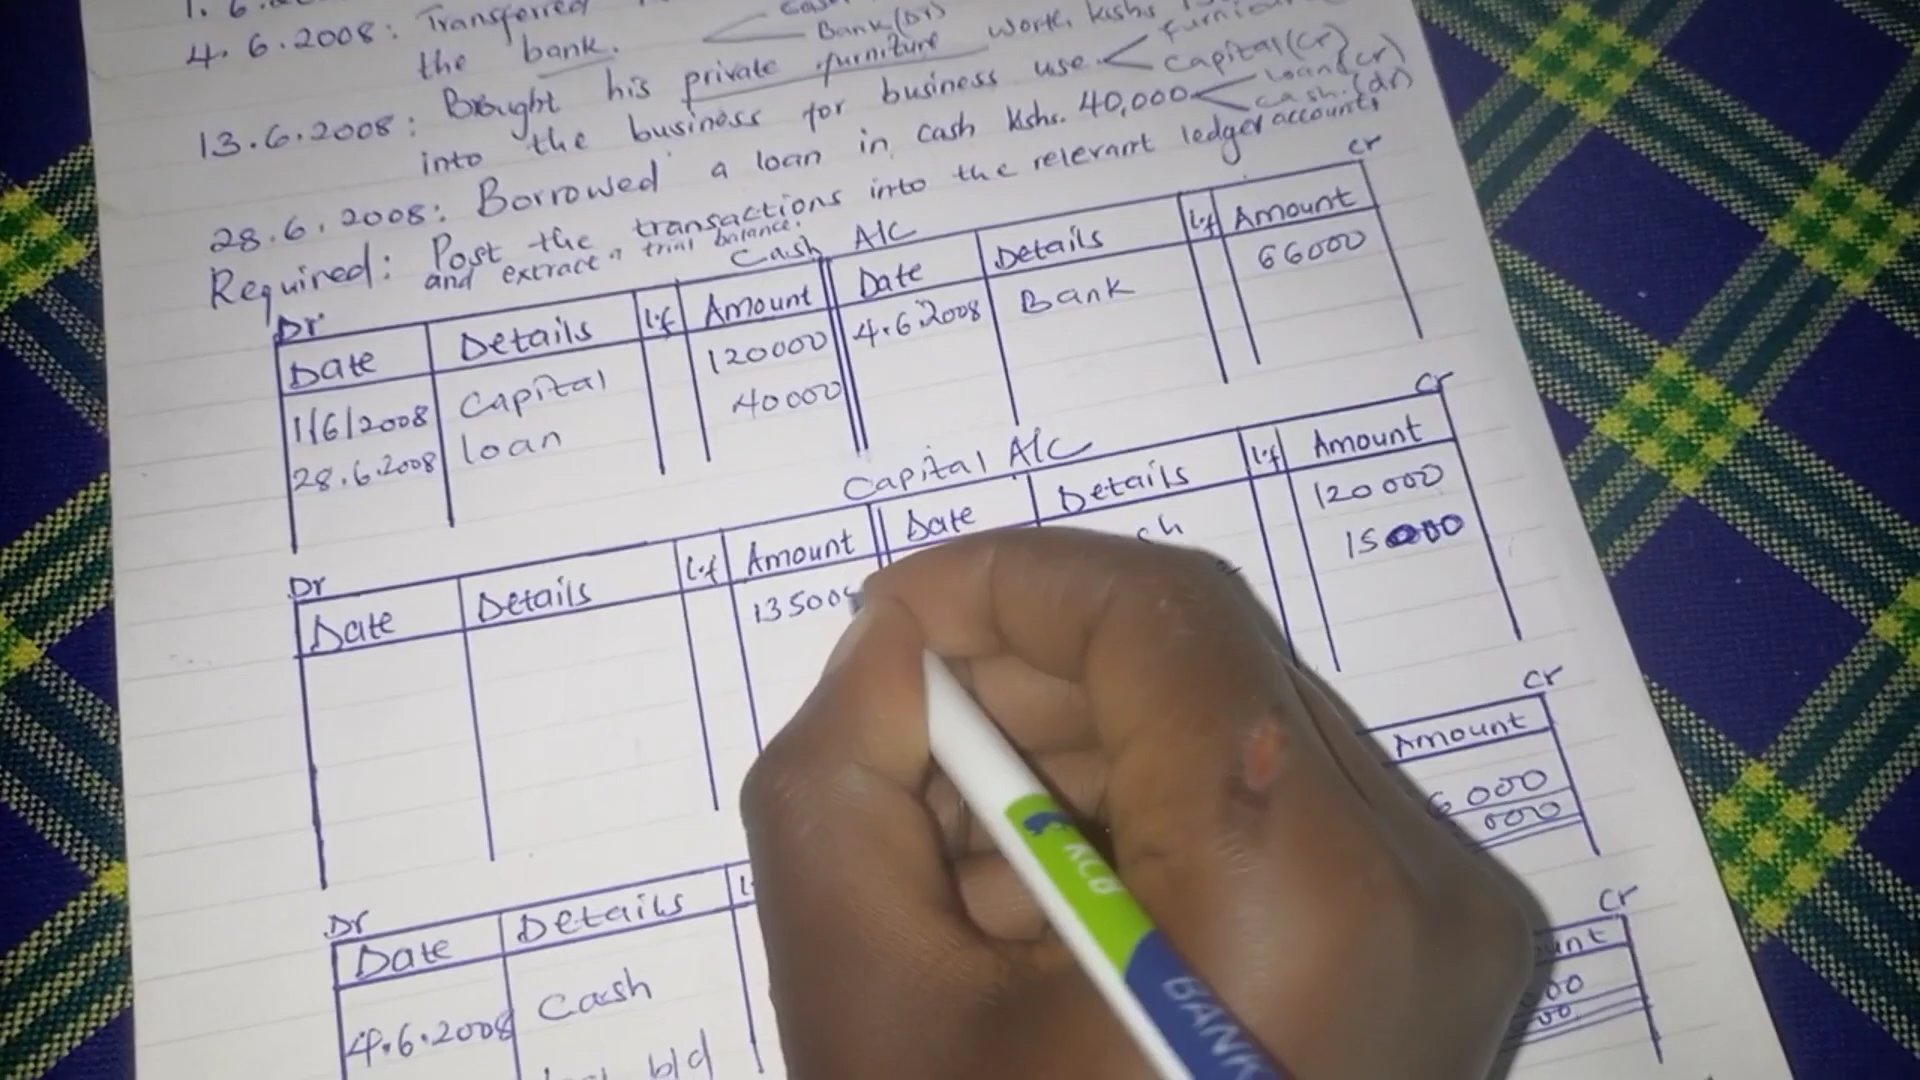 4.6.2008: Transferred
the bank. Bank(Dr)
Brought his private furniture worth kshs
13.6.2008: into the business for business use Capital(Cr)
28.6.2008: Borrowed a loan in cash kshs. 40,000 loan(cr) cash.(dr)
Required: Post the transactions into the relevant ledger accounts
and extract a trial balance.
Cash A/C
Dr cr
Date Details l.f Amount Date Details l.f Amount
1/6/2008 Capital 120000 4.6.2008 Bank 66000
28.6.2008 loan 40000
Capital A/C
Dr Cr
Date Details l.f Amount Date Details l.f Amount
13500 120000
15000
Cr
Amount
000
000
Dr Cr
Date Details
4.6.2008 Cash
b/d
KCB
BANK